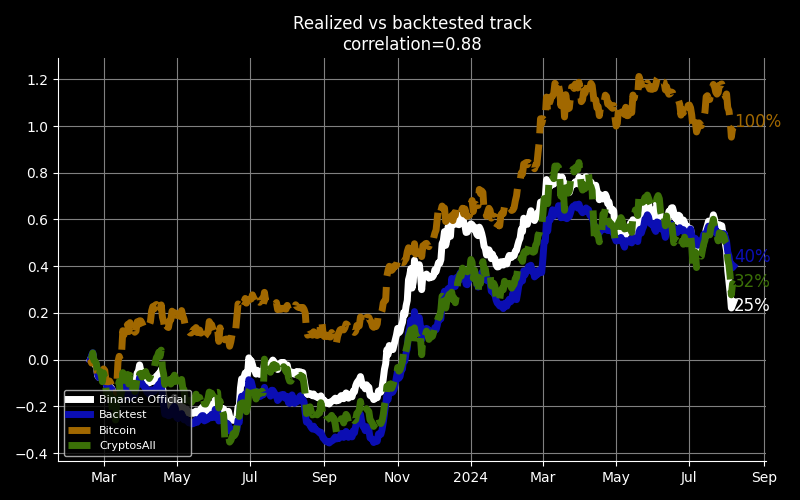 Realized vs backtested track
correlation=0.88
1.2
1.0
0.8
0.6
0.4
0.2
0.0
−0.2
−0.4
100%
40%
32%
25%
Binance Official
Backtest
Bitcoin
CryptosAll
Mar May Jul Sep Nov 2024 Mar May Jul Sep